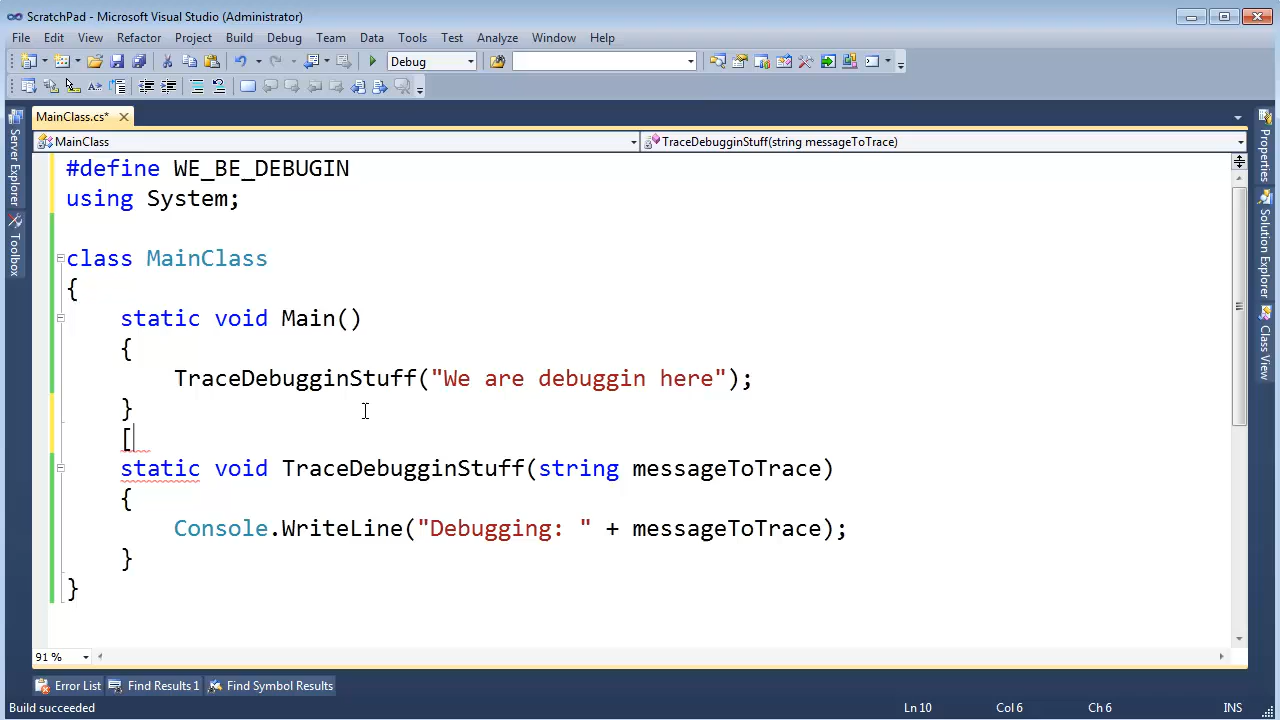 ScratchPad - Microsoft Visual Studio (Administrator)
File Edit View Refactor Project Build Debug Team Data Tools Test Analyze Window Help
Debug
MainClass.cs*
MainClass
TraceDebugginStuff(string messageToTrace)
Server Explorer
Toolbox
#define WE_BE_DEBUGIN
using System;
class MainClass
{
static void Main()
{
TraceDebugginStuff("We are debuggin here");
}
[
static void TraceDebugginStuff(string messageToTrace)
{
Console.WriteLine("Debugging: " + messageToTrace);
}
}
Properties
Solution Explorer
Class View
91 %
Error List Find Results 1 Find Symbol Results
Build succeeded Ln 10 Col 6 Ch 6 INS